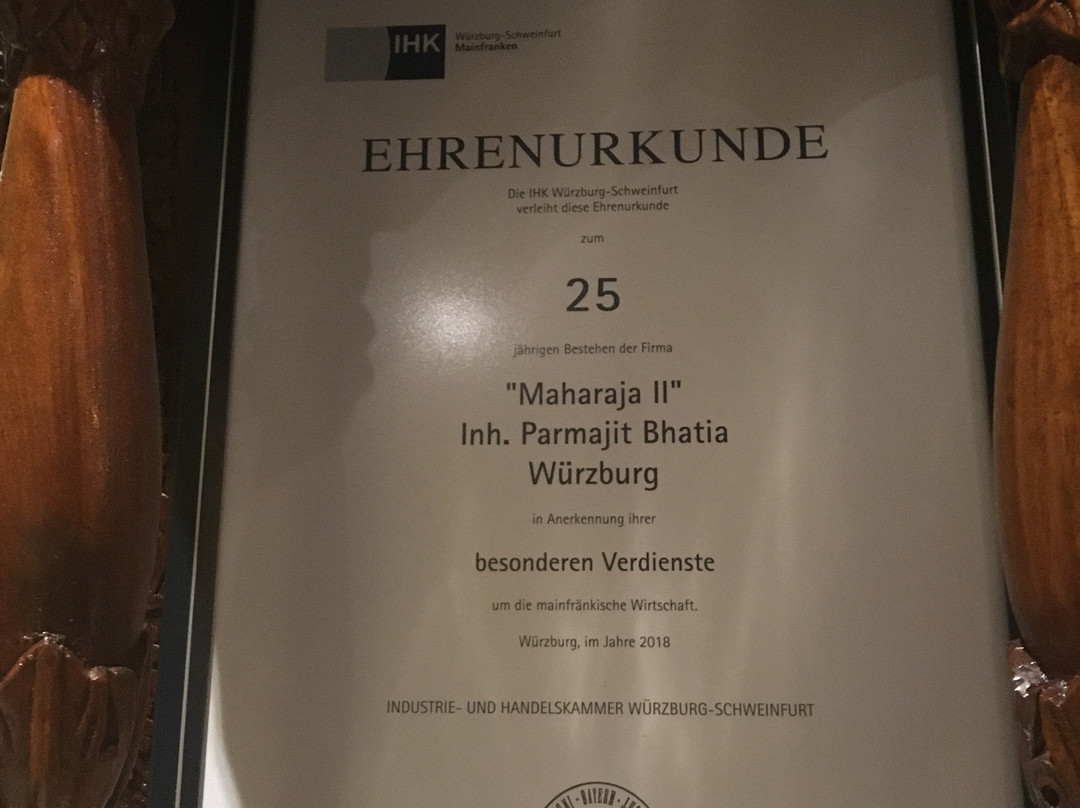 IHK
Würzburg-Schweinfurt
Mainfranken
EHRENURKUNDE
Die IHK Würzburg-Schweinfurt
verleiht diese Ehrenurkunde
zum
25
jährigen Bestehen der Firma
"Maharaja II"
Inh. Parmajit Bhatia
Würzburg
in Anerkennung ihrer
besonderen Verdienste
um die mainfränkische Wirtschaft.
Würzburg, im Jahre 2018
INDUSTRIE- UND HANDELSKAMMER WÜRZBURG-SCHWEINFURT
BAYERN